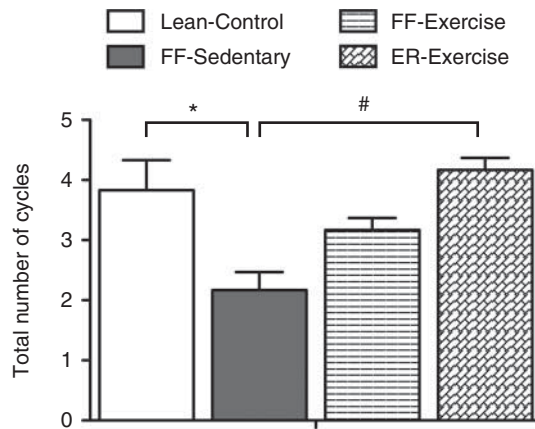 Lean-Control
FF-Exercise
FF-Sedentary
ER-Exercise
*
#
Total number of cycles
5
4
3
2
1
0